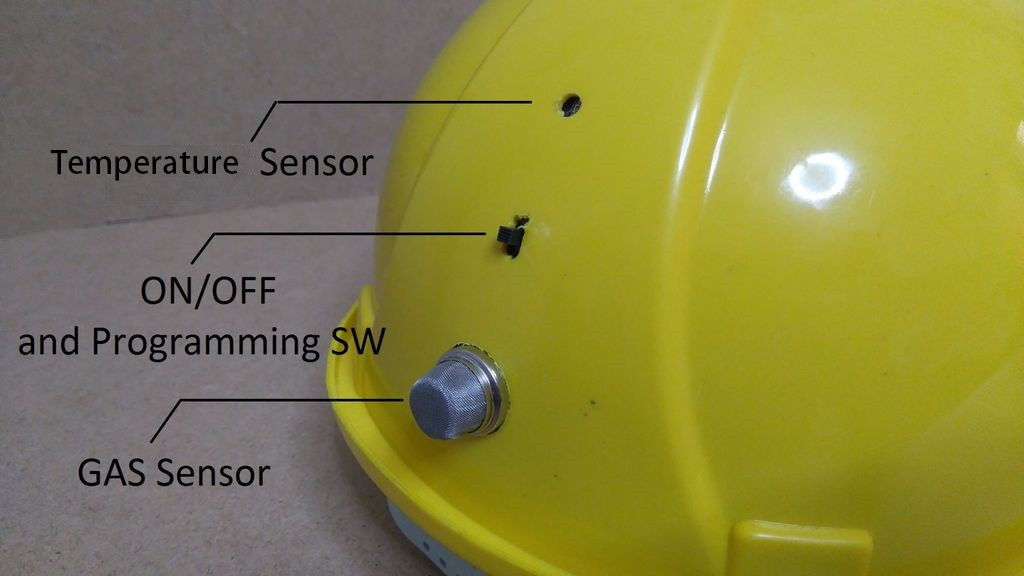 Temperature Sensor
ON/OFF
and Programming SW
GAS Sensor